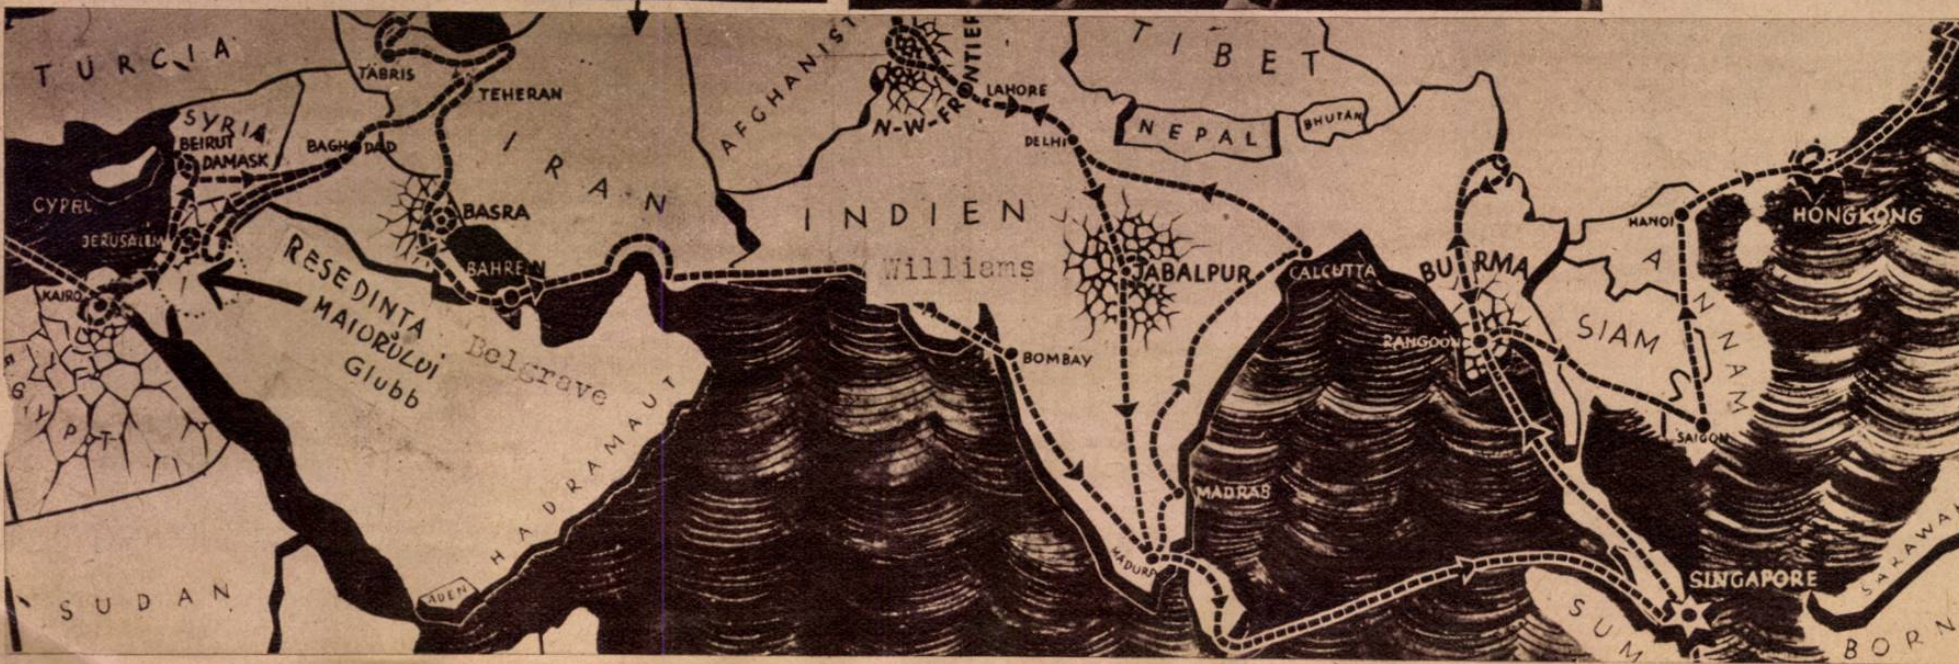 TURCIA
TABRIS
TEHERAN
SYRIA
BEIRUT
DAMASK
BAGHDAD
IRAN
CYPRU
JERUSALIM
BASRA
BAHREIN
KAIRO
EGYPT
RESEDINTA
MAIORULUI
Glubb
Belgrave
HADRAMAUT
ADEN
SUDAN
AFGHANIST
N-W-FRONTIER
LAHORE
DELHI
TIBET
NEPAL
BHUTAN
INDIEN
Williams
JABALPUR
CALCUTTA
BOMBAY
MADRAS
MADURA
BURMA
RANGOON
SIAM
HANOI
ANNAM
SAIGON
HONGKONG
SINGAPORE
SUM
SARAWA
BORN